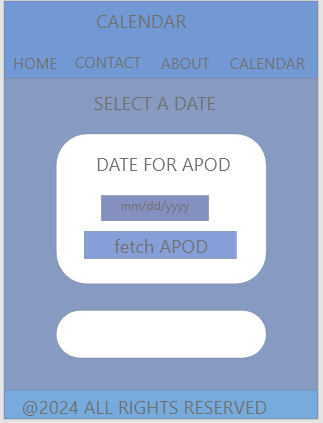 CALENDAR
HOME CONTACT ABOUT CALENDAR
SELECT A DATE
DATE FOR APOD
mm/dd/yyyy
fetch APOD
@2024 ALL RIGHTS RESERVED